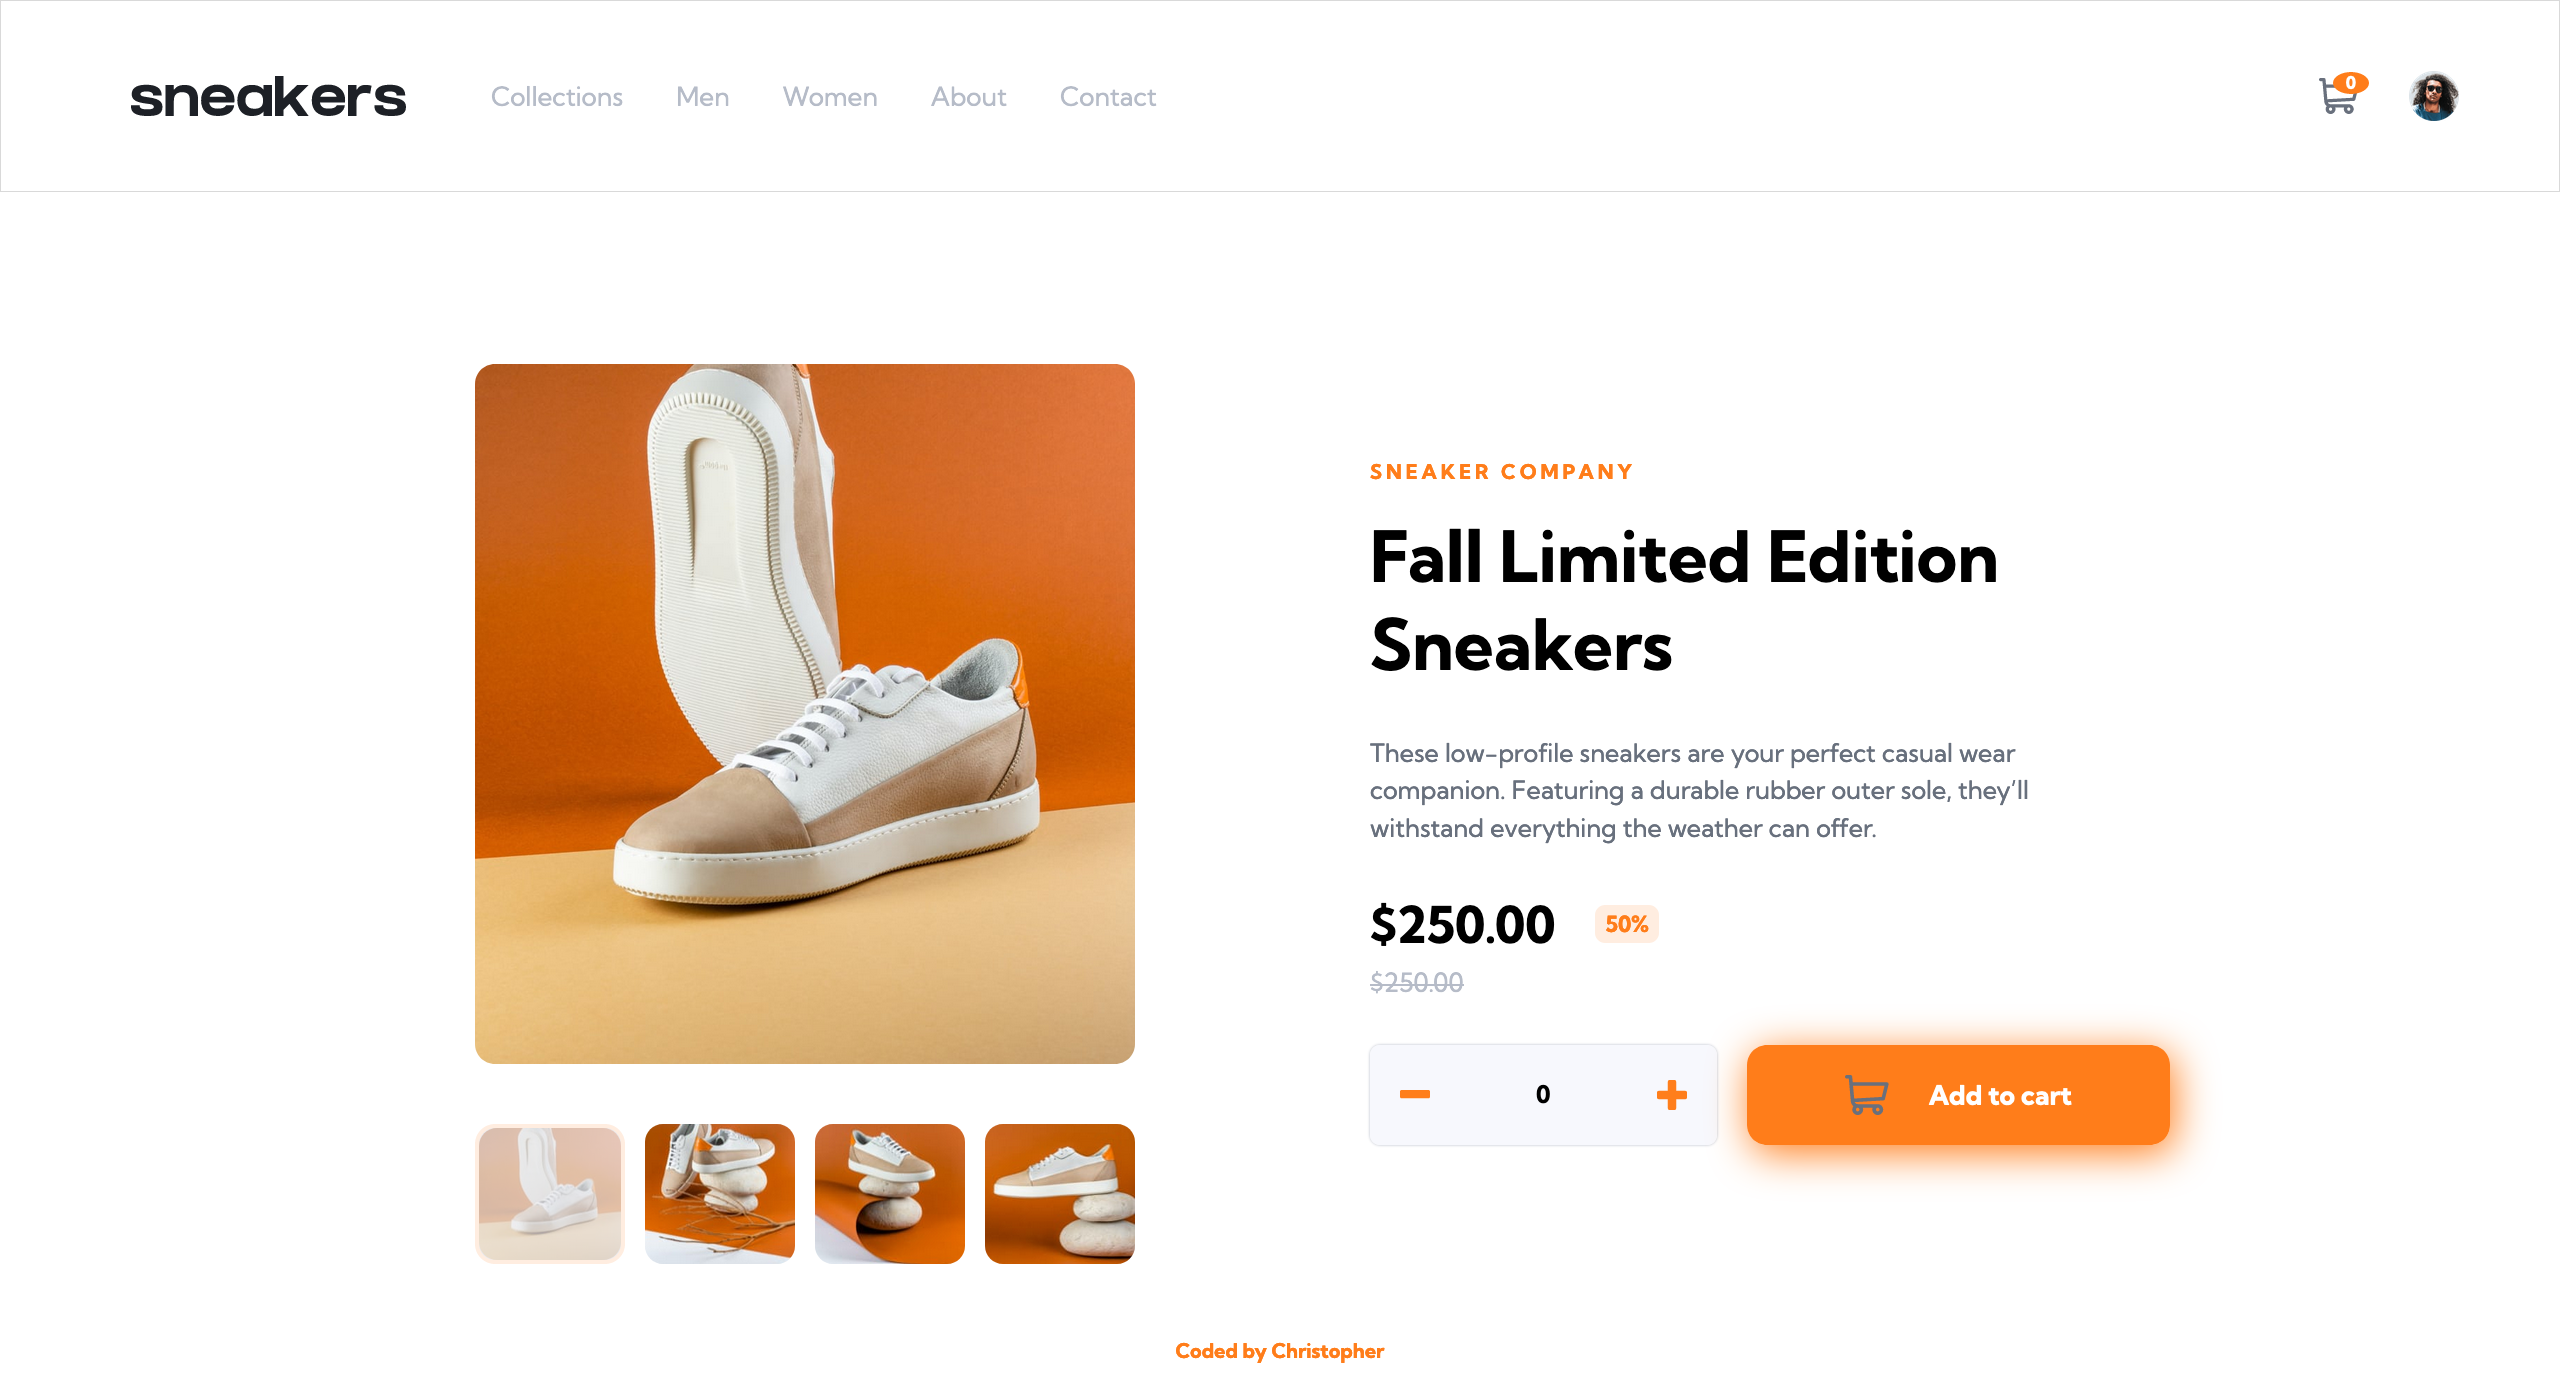 sneakers
Collections Men Women About Contact
0
SNEAKER COMPANY
Fall Limited Edition
Sneakers
These low-profile sneakers are your perfect casual wear
companion. Featuring a durable rubber outer sole, they’ll
withstand everything the weather can offer.
$250.00 50%
$250.00
0
Add to cart
Coded by Christopher